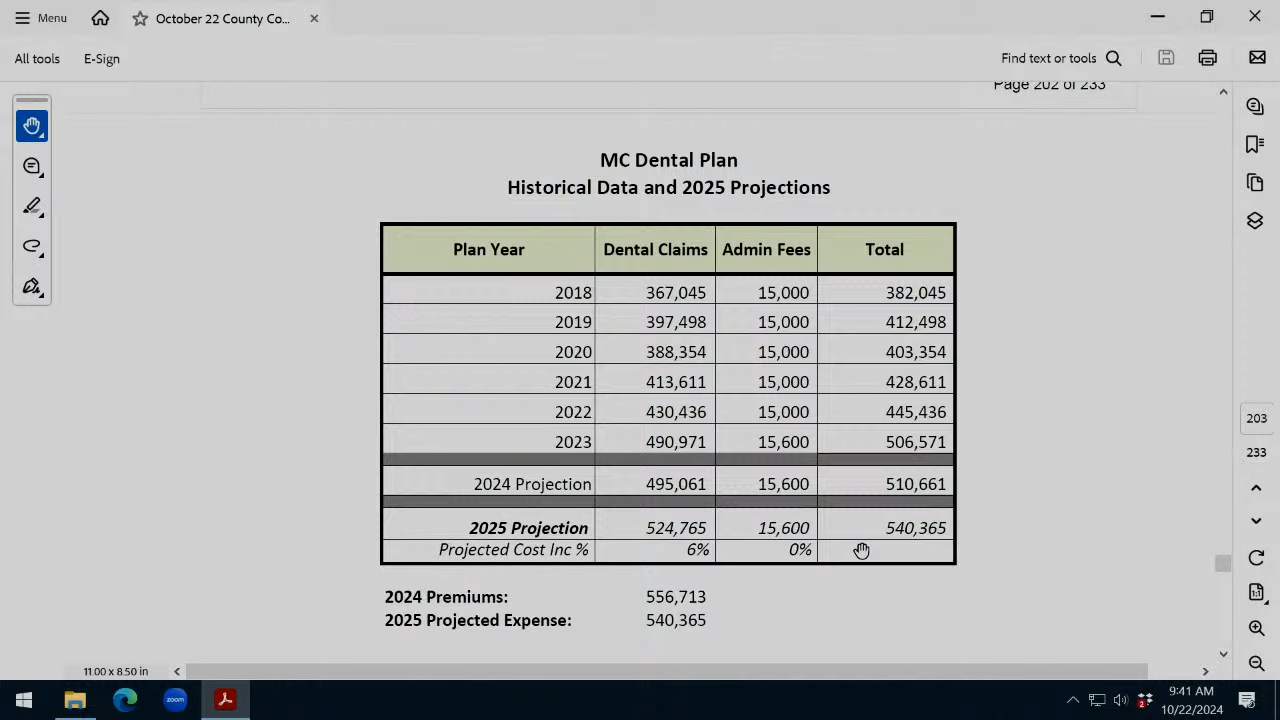 Menu
October 22 County Co...
All tools
E-Sign
Find text or tools
Page 202 of 233
MC Dental Plan
Historical Data and 2025 Projections
Plan Year Dental Claims Admin Fees Total
2018 367,045 15,000 382,045
2019 397,498 15,000 412,498
2020 388,354 15,000 403,354
2021 413,611 15,000 428,611
2022 430,436 15,000 445,436
2023 490,971 15,600 506,571
2024 Projection 495,061 15,600 510,661
2025 Projection 524,765 15,600 540,365
Projected Cost Inc % 6% 0%
2024 Premiums: 556,713
2025 Projected Expense: 540,365
203
233
1:1
11.00 x 8.50 in
zoom
9:41 AM
10/22/2024